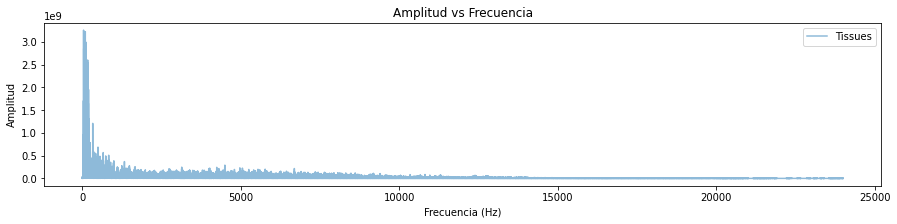 Amplitud vs Frecuencia
1e9
Tissues
3.0
2.5
2.0
1.5
1.0
0.5
0.0
Amplitud
0 5000 10000 15000 20000 25000
Frecuencia (Hz)